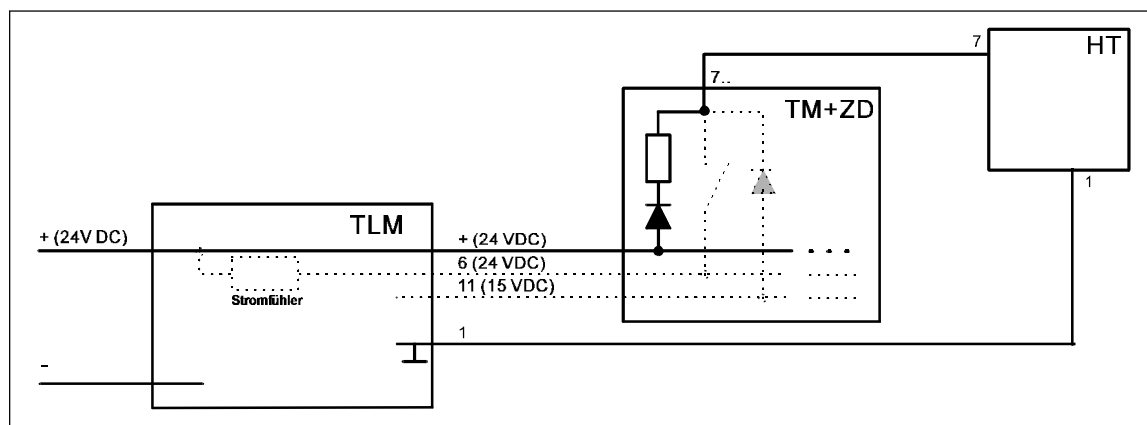 7
HT
7..
TM+ZD
1
+ (24V DC)
TLM
+ (24 VDC)
6 (24 VDC)
11 (15 VDC)
Stromfühler
1
-